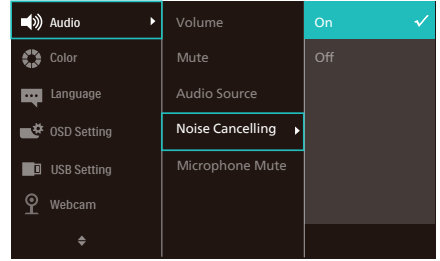 Audio
Color
Language
OSD Setting
USB Setting
Webcam
Volume
Mute
Audio Source
Noise Cancelling
Microphone Mute
On
Off